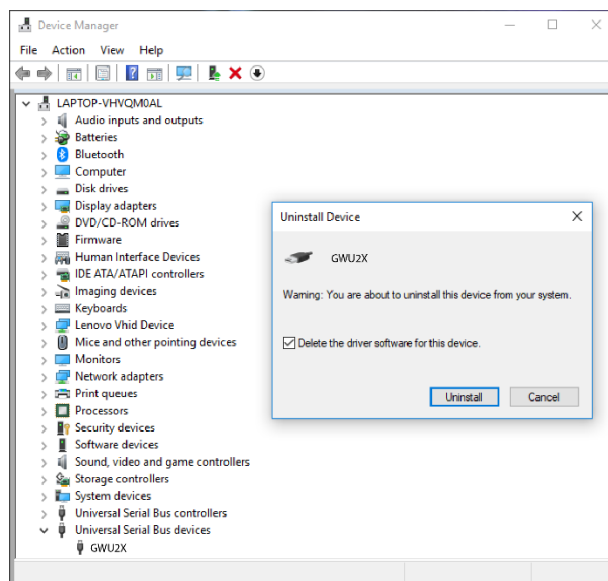 Device Manager
File Action View Help
LAPTOP-VHVQM0AL
Audio inputs and outputs
Batteries
Bluetooth
Computer
Disk drives
Display adapters
DVD/CD-ROM drives
Firmware
Human Interface Devices
IDE ATA/ATAPI controllers
Imaging devices
Keyboards
Lenovo Vhid Device
Mice and other pointing devices
Monitors
Network adapters
Print queues
Processors
Security devices
Software devices
Sound, video and game controllers
Storage controllers
System devices
Universal Serial Bus controllers
Universal Serial Bus devices
GWU2X
Uninstall Device
GWU2X
Warning: You are about to uninstall this device from your system.
Delete the driver software for this device.
Uninstall Cancel